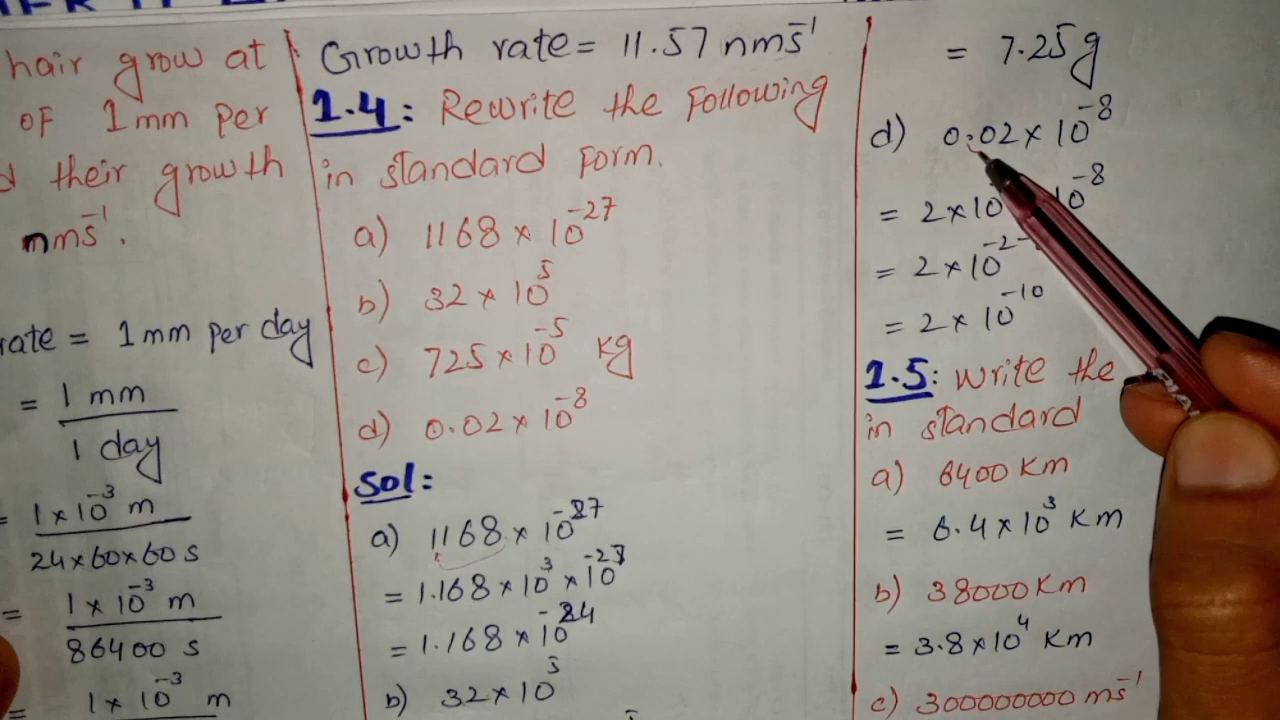 hair grow at
of 1mm per
their growth
nms⁻¹.
rate = 1mm per day
= 1 mm
1 day
= 1×10⁻³ m
24×60×60 s
= 1×10⁻³ m
86400 s
= 1×10⁻³ m
Growth rate = 11.57 nms⁻¹
1.4: Rewrite the Following
in standard Form.
a) 1168×10⁻²⁷
b) 32×10⁵
c) 725×10⁻⁵ kg
d) 0.02×10⁻⁸
Sol:
a) 1168×10⁻²⁷
= 1.168×10³×10⁻²⁷
= 1.168×10⁻²⁴
b) 32×10⁵
= 7.25g
d) 0.02×10⁻⁸
= 2×10 10⁻⁸
= 2×10⁻²⁻
= 2×10⁻¹⁰
1.5: Write the
in standard
a) 6400 Km
= 6.4×10³ Km
b) 38000 Km
= 3.8×10⁴ Km
c) 300000000 ms⁻¹